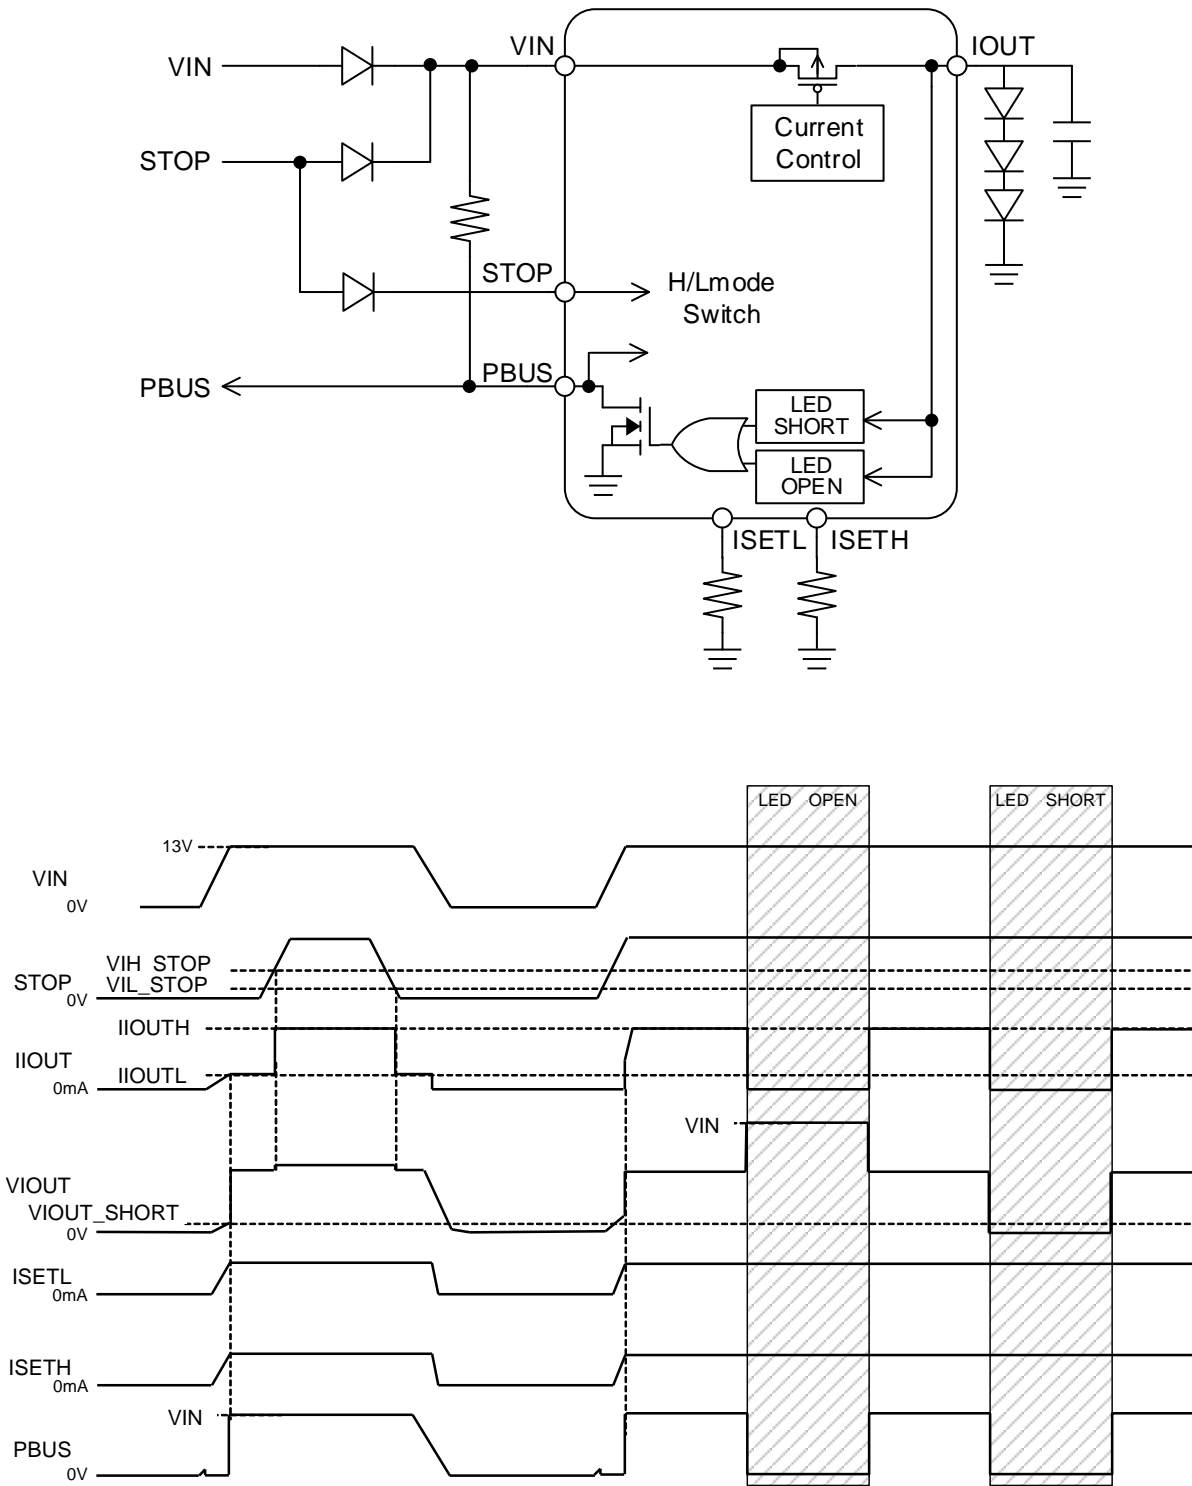 VIN
VIN
IOUT
Current
Control
STOP
STOP
H/Lmode
Switch
PBUS
PBUS
LED
SHORT
LED
OPEN
ISETL
ISETH
LED OPEN
LED SHORT
13V
VIN
0V
VIH_STOP
STOP
VIL_STOP
0V
IIOUTH
IIOUT
IIOUTL
0mA
VIN
VIOUT
VIOUT_SHORT
0V
ISETL
0mA
ISETH
0mA
VIN
PBUS
0V